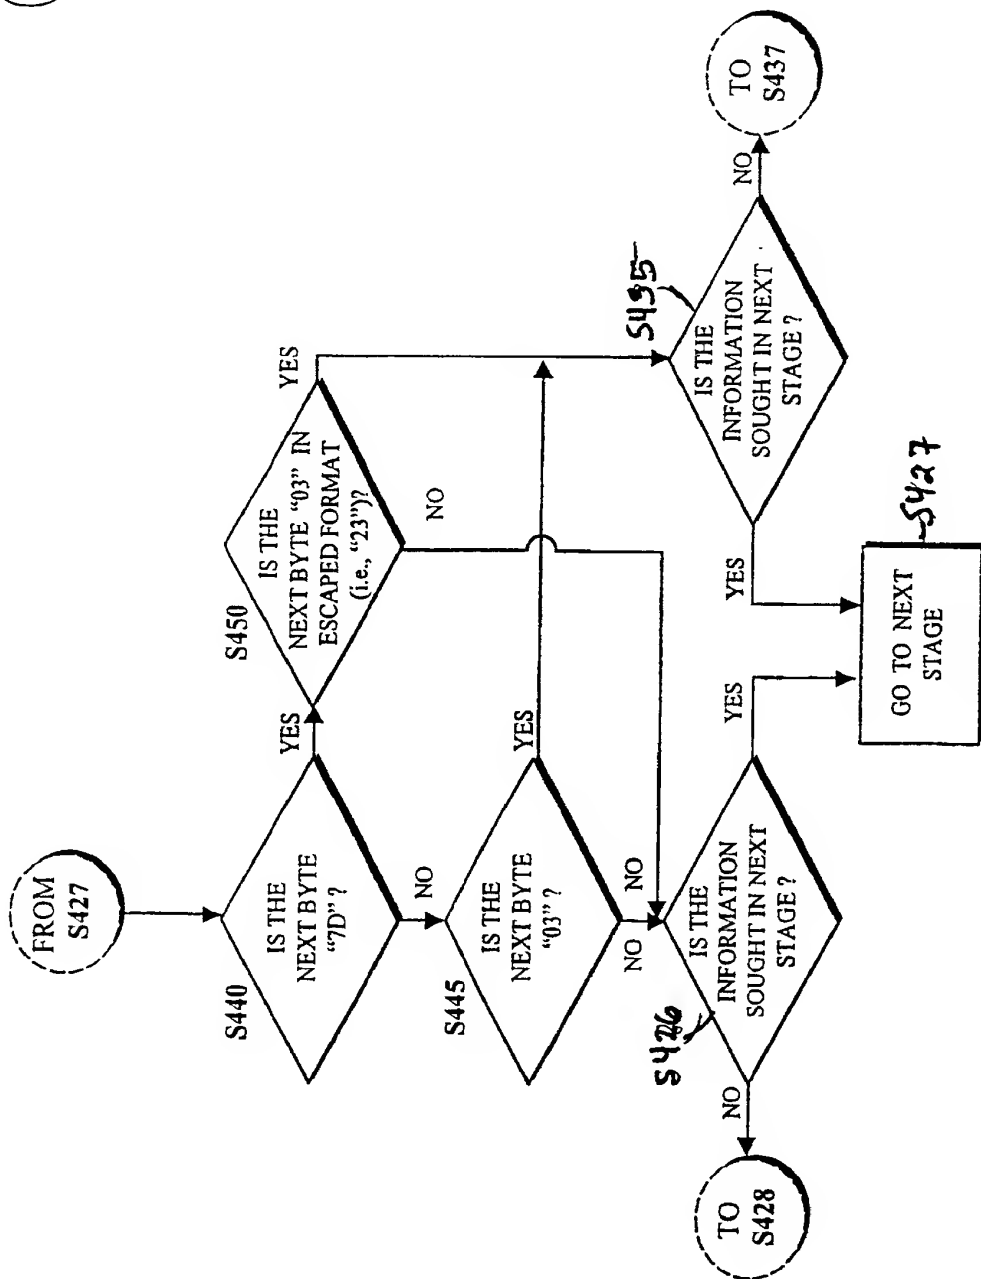 FROM
S427
S440
IS THE
NEXT BYTE
“7D” ?
YES
NO
S450
IS THE
NEXT BYTE “03” IN
ESCAPED FORMAT
(i.e., “23”)?
YES
NO
S445
IS THE
NEXT BYTE
“03” ?
YES
NO
NO
S426
IS THE
INFORMATION
SOUGHT IN NEXT
STAGE ?
NO
YES
TO
S428
S435
IS THE
INFORMATION
SOUGHT IN NEXT
STAGE ?
YES
NO
TO
S437
GO TO NEXT
STAGE
S427